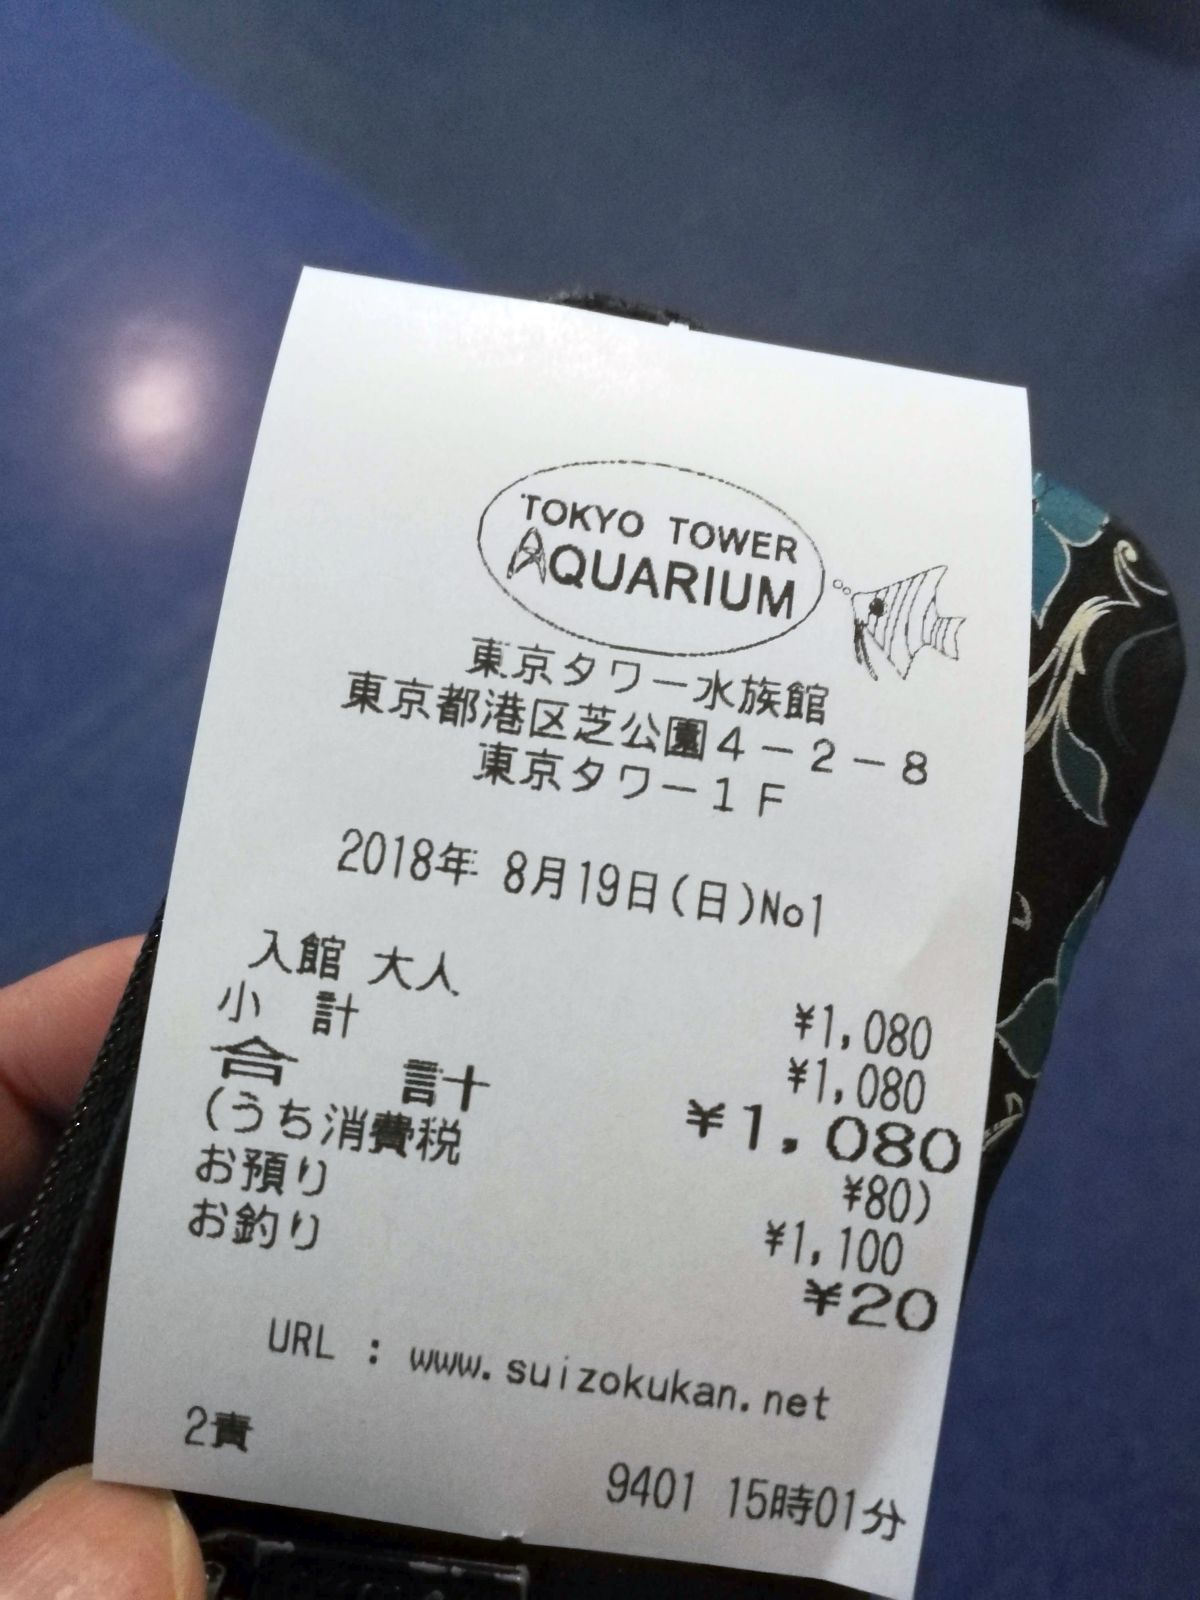 TOKYO TOWER
AQUARIUM
東京タワー水族館
東京都港区芝公園4-2-8
東京タワー1F
2018年 8月19日(日)No1
入館 大人 ¥1,080
小 計 ¥1,080
合 計 ¥1,080
(うち消費税 ¥80)
お預り ¥1,100
お釣り ¥20
URL : www.suizokukan.net
2責
9401 15時01分